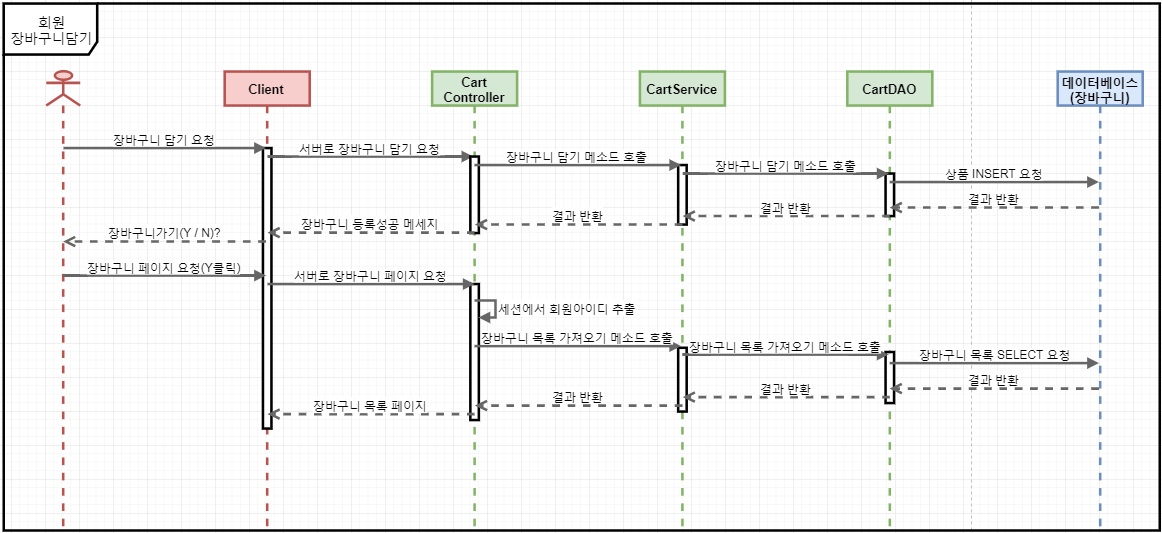 회원
장바구니담기
Client
Cart
Controller
CartService
CartDAO
데이터베이스
(장바구니)
장바구니 담기 요청
서버로 장바구니 담기 요청
장바구니 담기 메소드 호출
장바구니 담기 메소드 호출
상품 INSERT 요청
결과 반환
결과 반환
결과 반환
장바구니 등록성공 메세지
장바구니가기(Y / N)?
장바구니 페이지 요청(Y클릭)
서버로 장바구니 페이지 요청
세션에서 회원아이디 추출
장바구니 목록 가져오기 메소드 호출
장바구니 목록 가져오기 메소드 호출
장바구니 목록 SELECT 요청
결과 반환
결과 반환
결과 반환
장바구니 목록 페이지